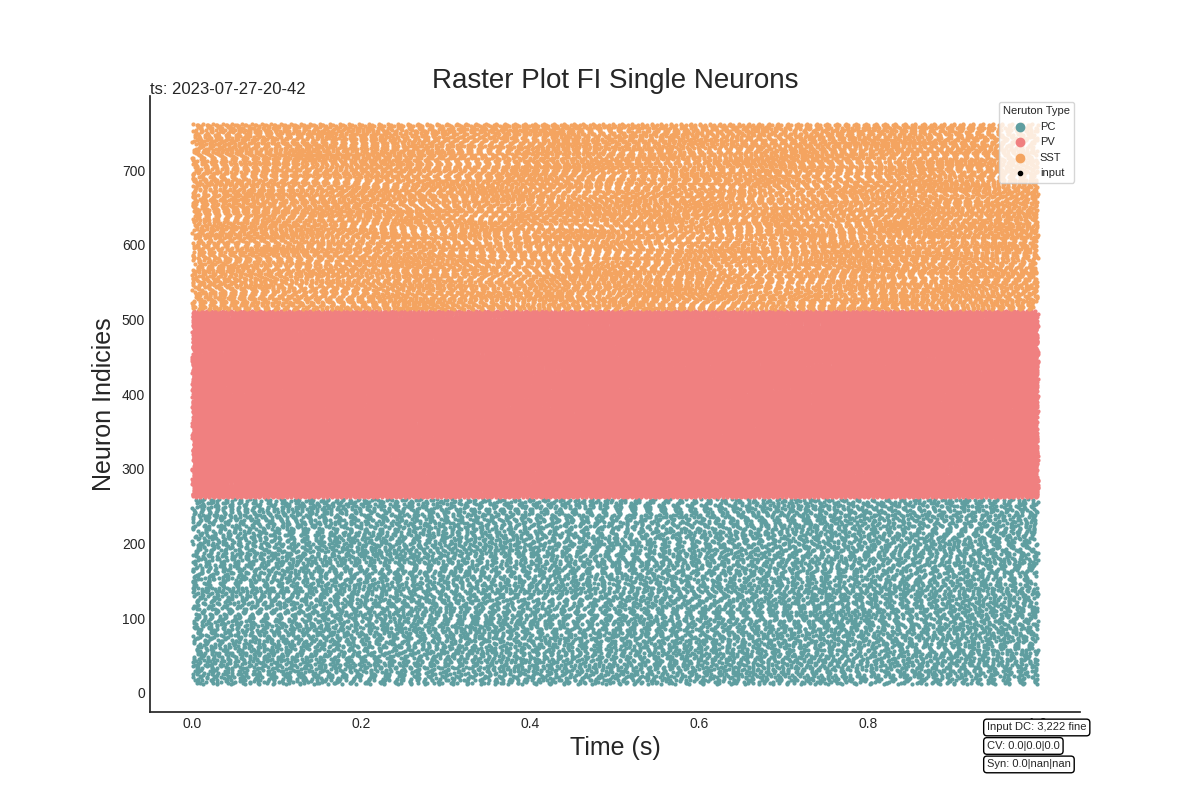 Raster Plot FI Single Neurons
ts: 2023-07-27-20-42
Neruton Type
PC
PV
SST
input
Neuron Indicies
700
600
500
400
300
200
100
0
0.0 0.2 0.4 0.6 0.8
Time (s)
Input DC: 3,222 fine
CV: 0.0|0.0|0.0
Syn: 0.0|nan|nan